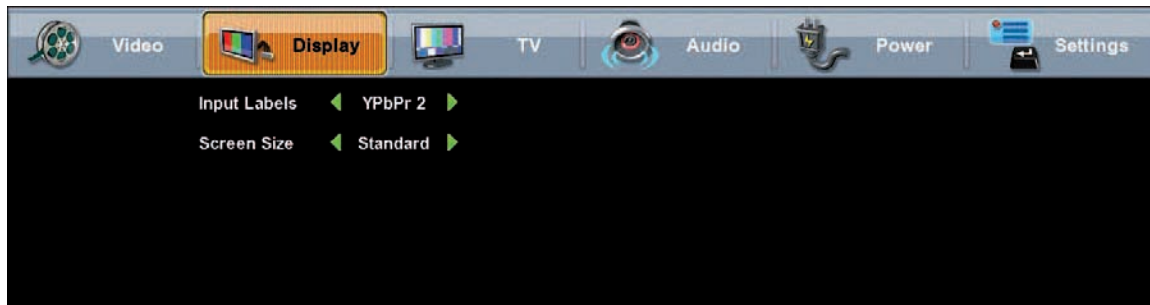 Video Display TV Audio Power Settings
Input Labels YPbPr 2
Screen Size Standard